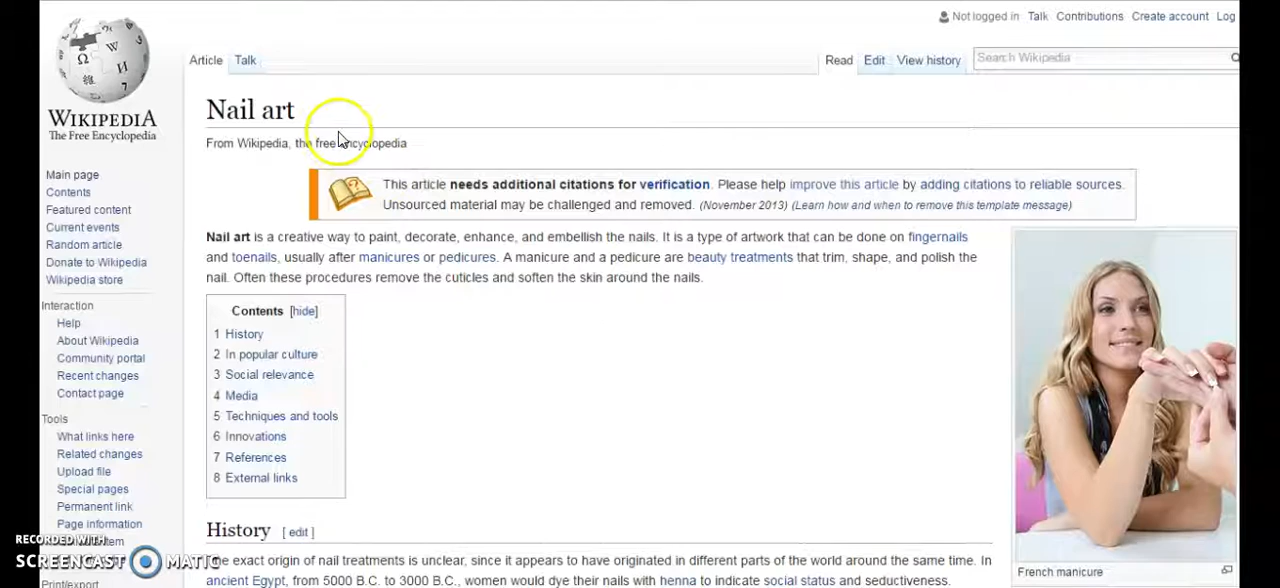 Not logged in Talk Contributions Create account Log
Article Talk
Read Edit View history
Search Wikipedia
WIKIPEDIA
The Free Encyclopedia
Nail art
From Wikipedia, the free encyclopedia
Main page
Contents
Featured content
Current events
Random article
Donate to Wikipedia
Wikipedia store
Interaction
Help
About Wikipedia
Community portal
Recent changes
Contact page
Tools
What links here
Related changes
Upload file
Special pages
Permanent link
Page information
item
Print/export
This article needs additional citations for verification. Please help improve this article by adding citations to reliable sources.
Unsourced material may be challenged and removed. (November 2013) (Learn how and when to remove this template message)
Nail art is a creative way to paint, decorate, enhance, and embellish the nails. It is a type of artwork that can be done on fingernails
and toenails, usually after manicures or pedicures. A manicure and a pedicure are beauty treatments that trim, shape, and polish the
nail. Often these procedures remove the cuticles and soften the skin around the nails.
Contents [hide]
1 History
2 In popular culture
3 Social relevance
4 Media
5 Techniques and tools
6 Innovations
7 References
8 External links
French manicure
History [ edit ]
The exact origin of nail treatments is unclear, since it appears to have originated in different parts of the world around the same time. In
ancient Egypt, from 5000 B.C. to 3000 B.C., women would dye their nails with henna to indicate social status and seductiveness.
RECORDED WITH
SCREENCAST MATIC